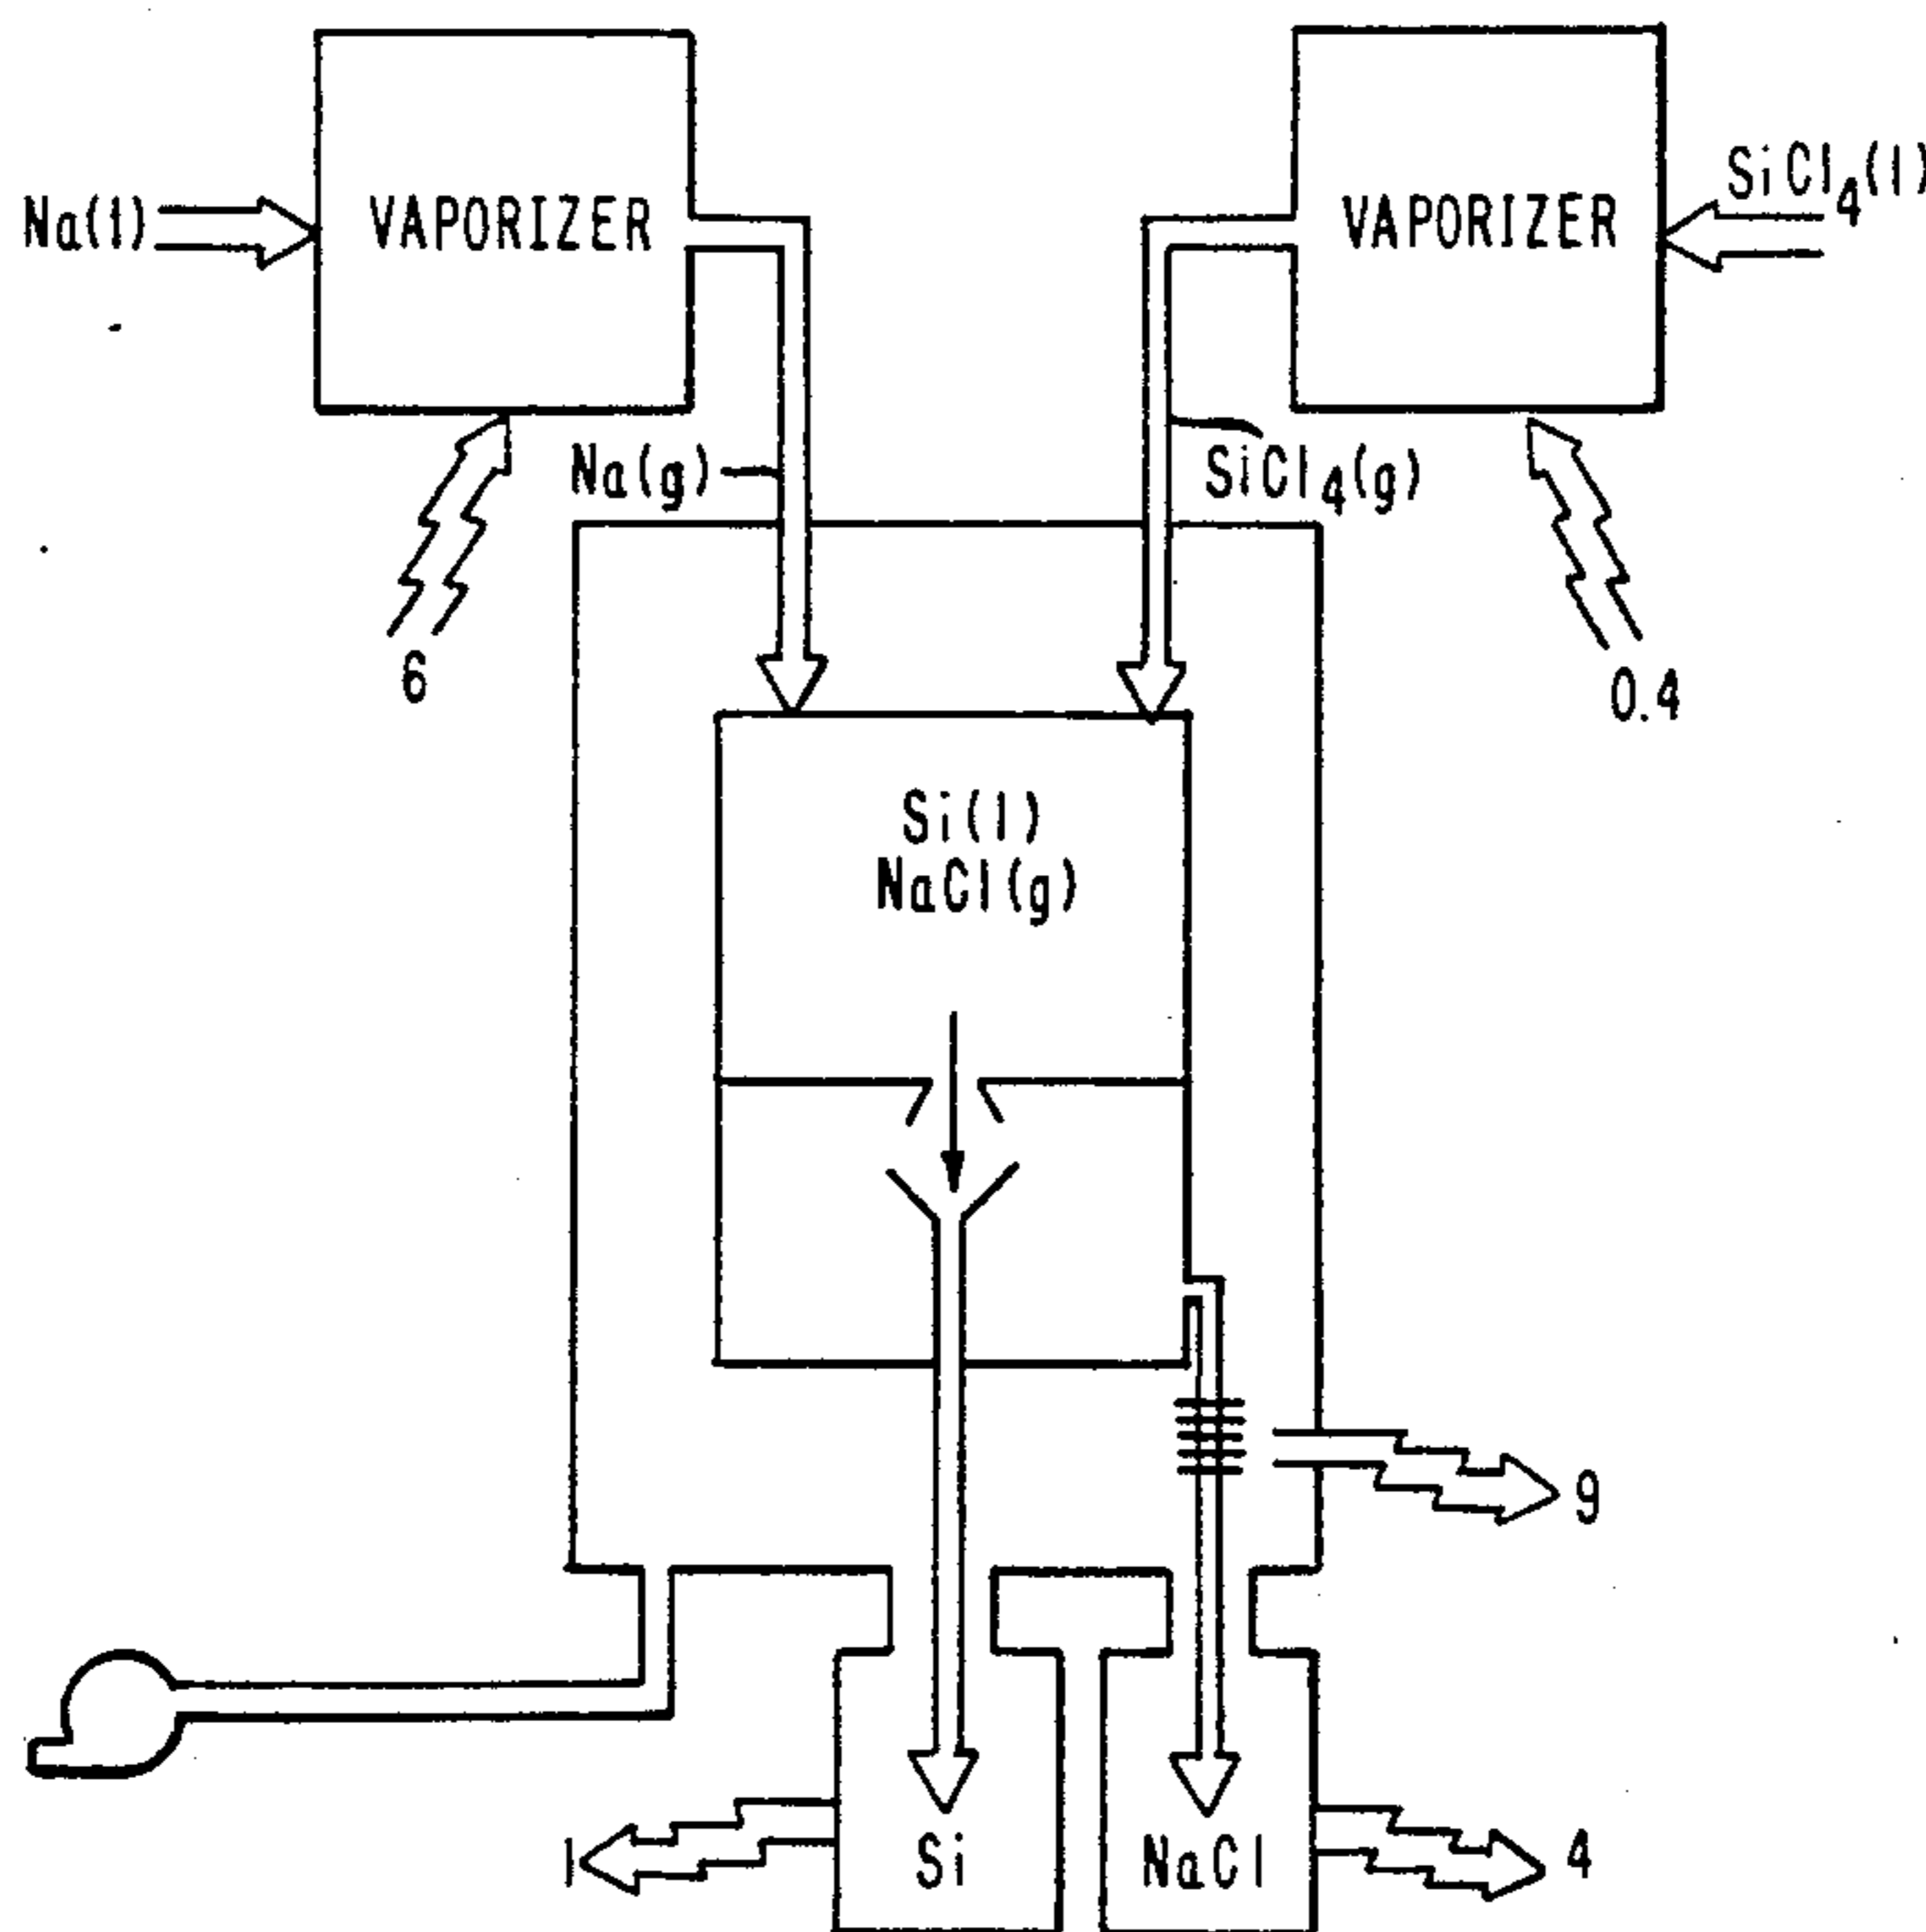 Na(l)
VAPORIZER
VAPORIZER
SiCl₄(l)
Na(g)
SiCl₄(g)
6
0.4
Si(l)
NaCl(g)
9
1
Si
NaCl
4